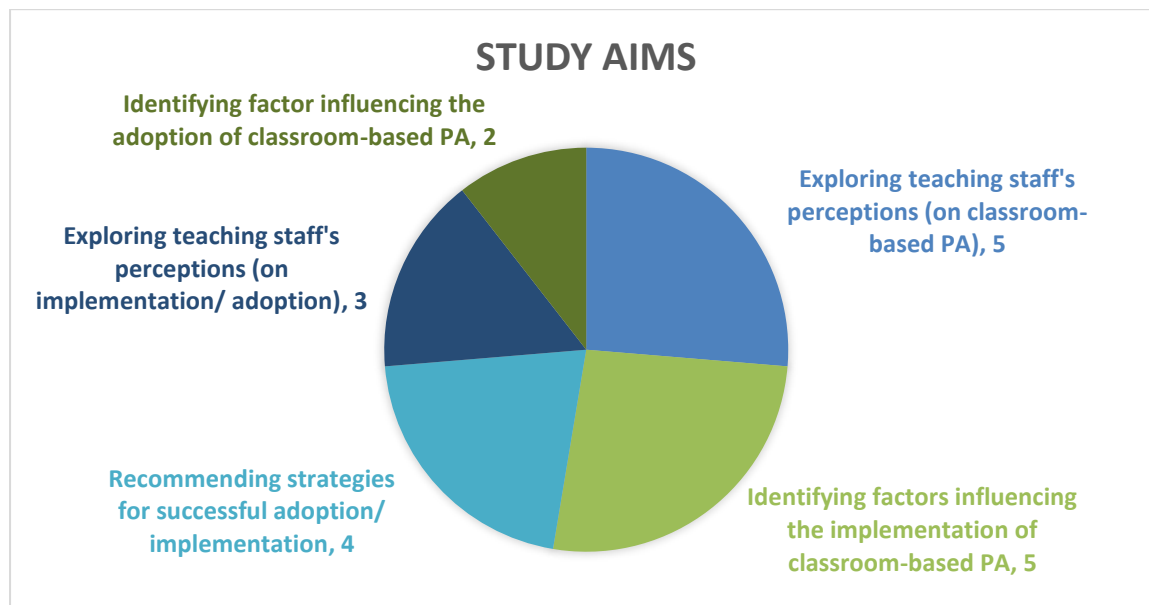 STUDY AIMS
Identifying factor influencing the
adoption of classroom-based PA, 2
Exploring teaching staff's
perceptions (on classroom-
based PA), 5
Exploring teaching staff's
perceptions (on
implementation/ adoption), 3
Recommending strategies
for successful adoption/
implementation, 4
Identifying factors influencing
the implementation of
classroom-based PA, 5